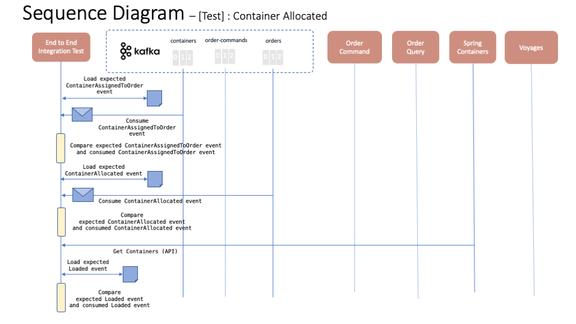 Sequence Diagram – [Test] : Container Allocated
End to End
Integration Test
kafka
containers
order-commands
orders
Order
Command
Order
Query
Spring
Containers
Voyages
Load expected
ContainerAssignedToOrder
event
Consume
ContainerAssignedToOrder
event
Compare expected ContainerAssignedToOrder event
and consumed ContainerAssignedToOrder event
Load expected
ContainerAllocated event
Consume ContainerAllocated event
Compare
expected ContainerAllocated event
and consumed ContainerAllocated event
Get Containers (API)
Load expected
Loaded event
Compare
expected Loaded event
and consumed Loaded event